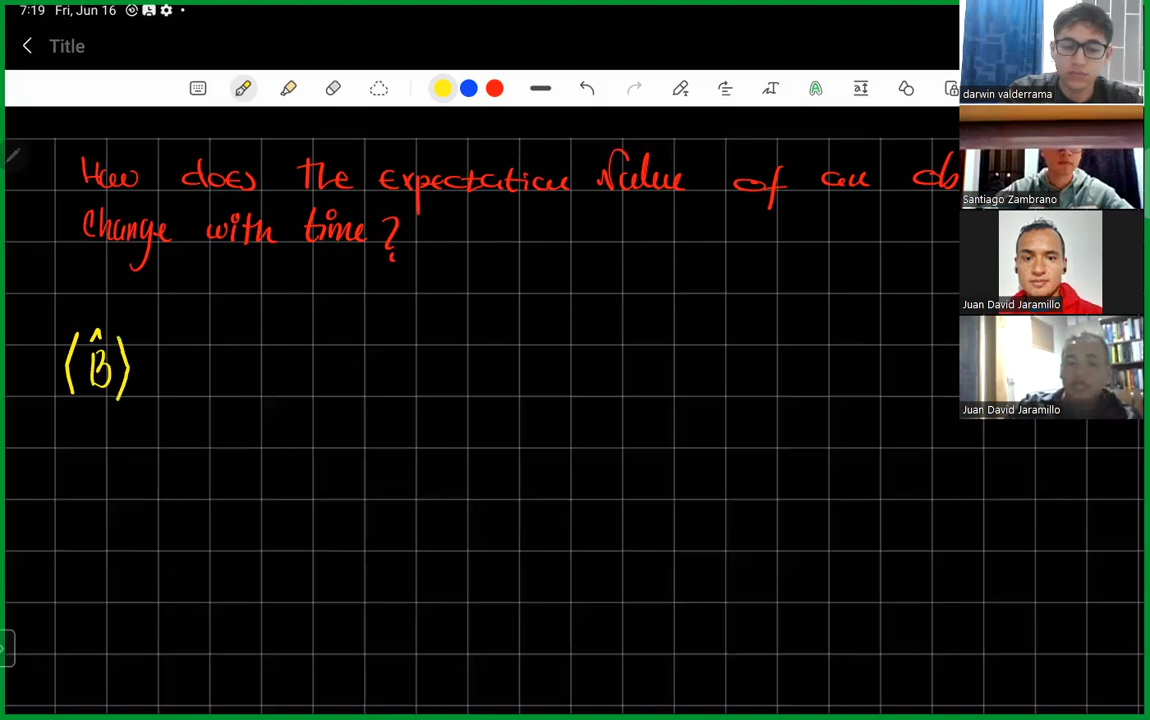 7:19 Fri, Jun 16
Title
darwin valderrama
How does the expectation value of an ob
change with time?
Santiago Zambrano
Juan David Jaramillo
⟨B̂⟩
Juan David Jaramillo